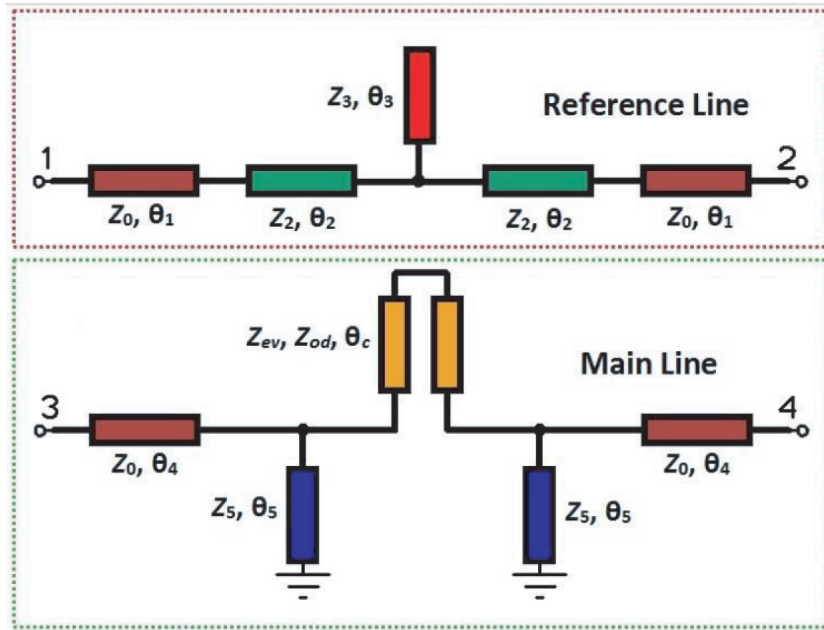 Z₃, θ₃
Reference Line
1
2
Z₀, θ₁
Z₂, θ₂
Z₂, θ₂
Z₀, θ₁
Zev, Zod, θc
Main Line
3
4
Z₀, θ₄
Z₀, θ₄
Z₅, θ₅
Z₅, θ₅